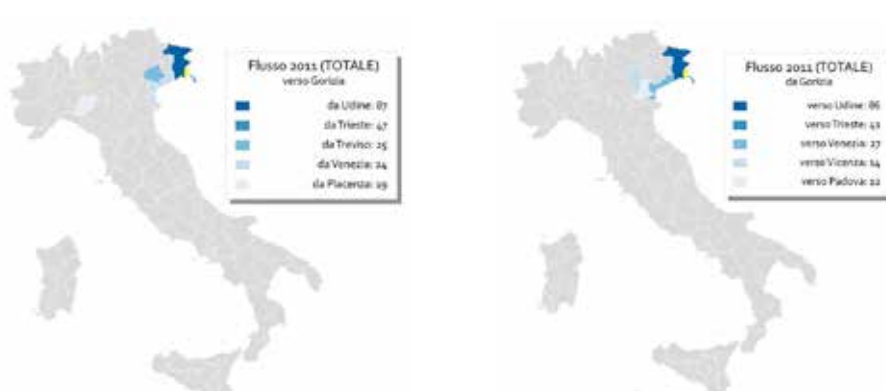 Flusso 2011 (TOTALE)
verso Gorizia
da Udine: 87
da Trieste: 47
da Treviso: 25
da Venezia: 24
da Piacenza: 19
Flusso 2011 (TOTALE)
da Gorizia
verso Udine: 86
verso Trieste: 42
verso Venezia: 27
verso Vicenza: 14
verso Padova: 12